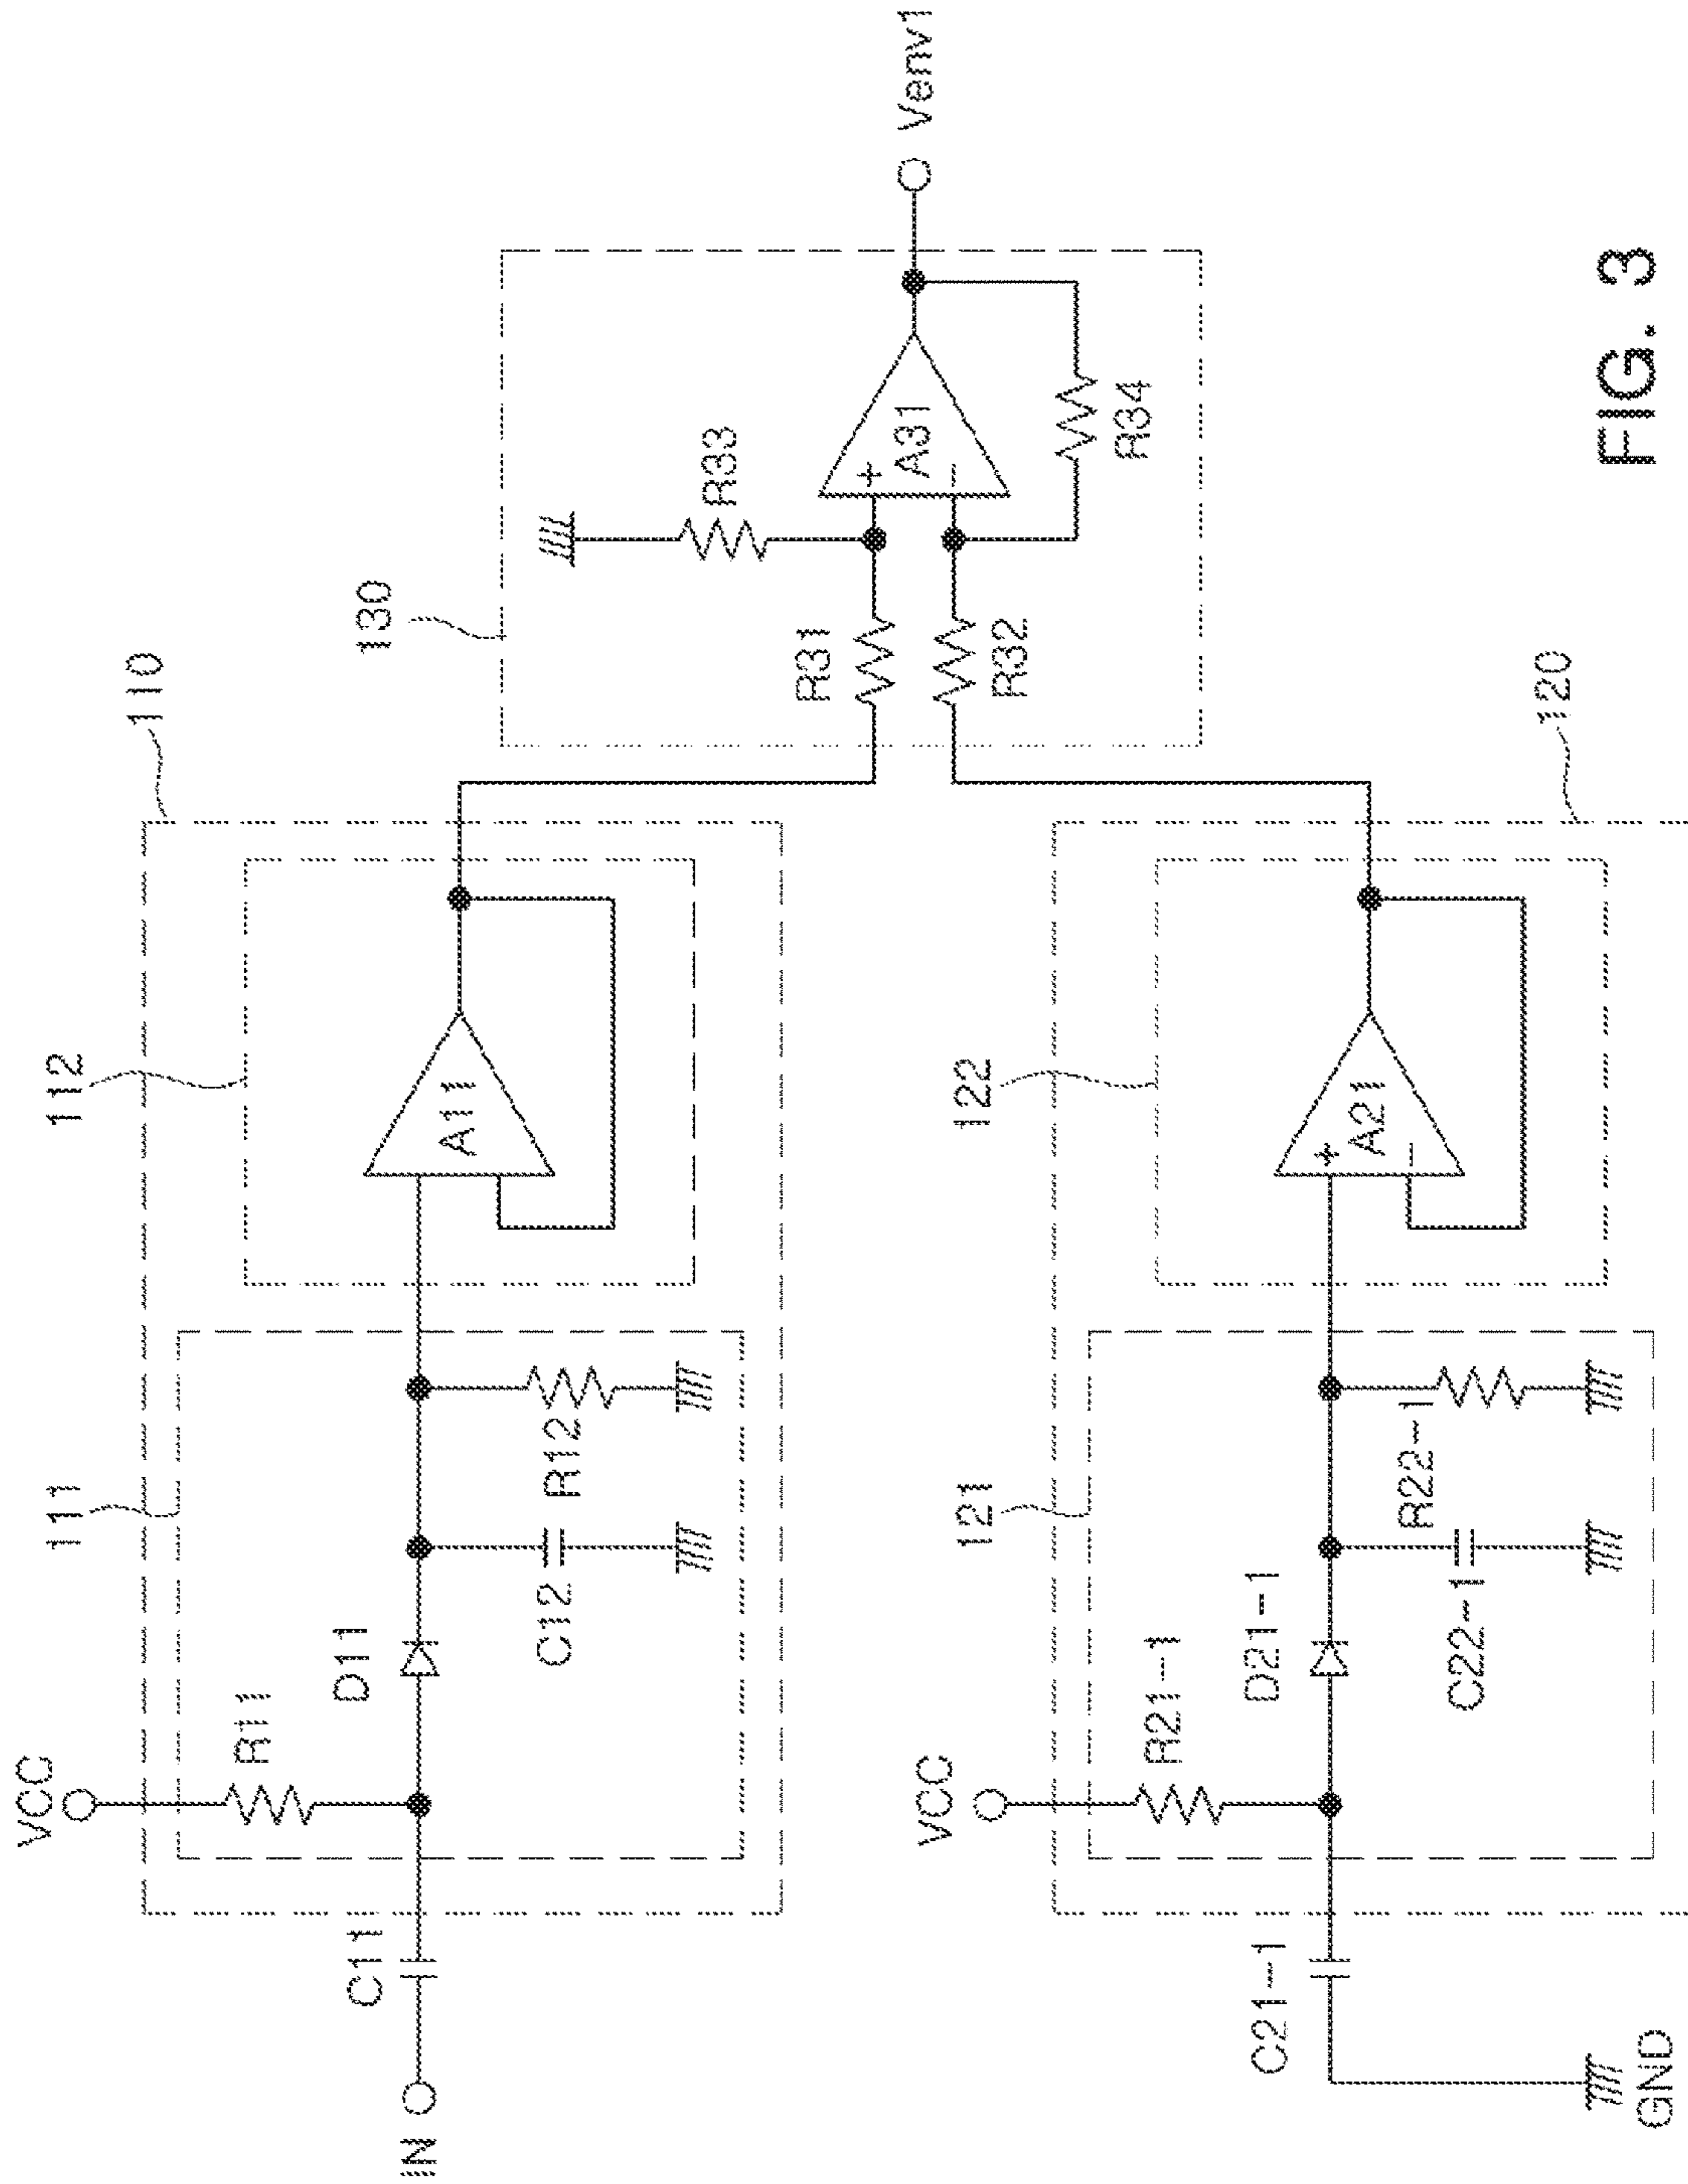 110
112
111
VCC
R11
D11
C12
R12
A11
C11
IN
130
R33
R31
+
A31
-
R32
R34
Venv1
120
122
121
VCC
R21-1
D21-1
C22-1
R22-1
+
A21
-
C21-1
GND
FIG. 3